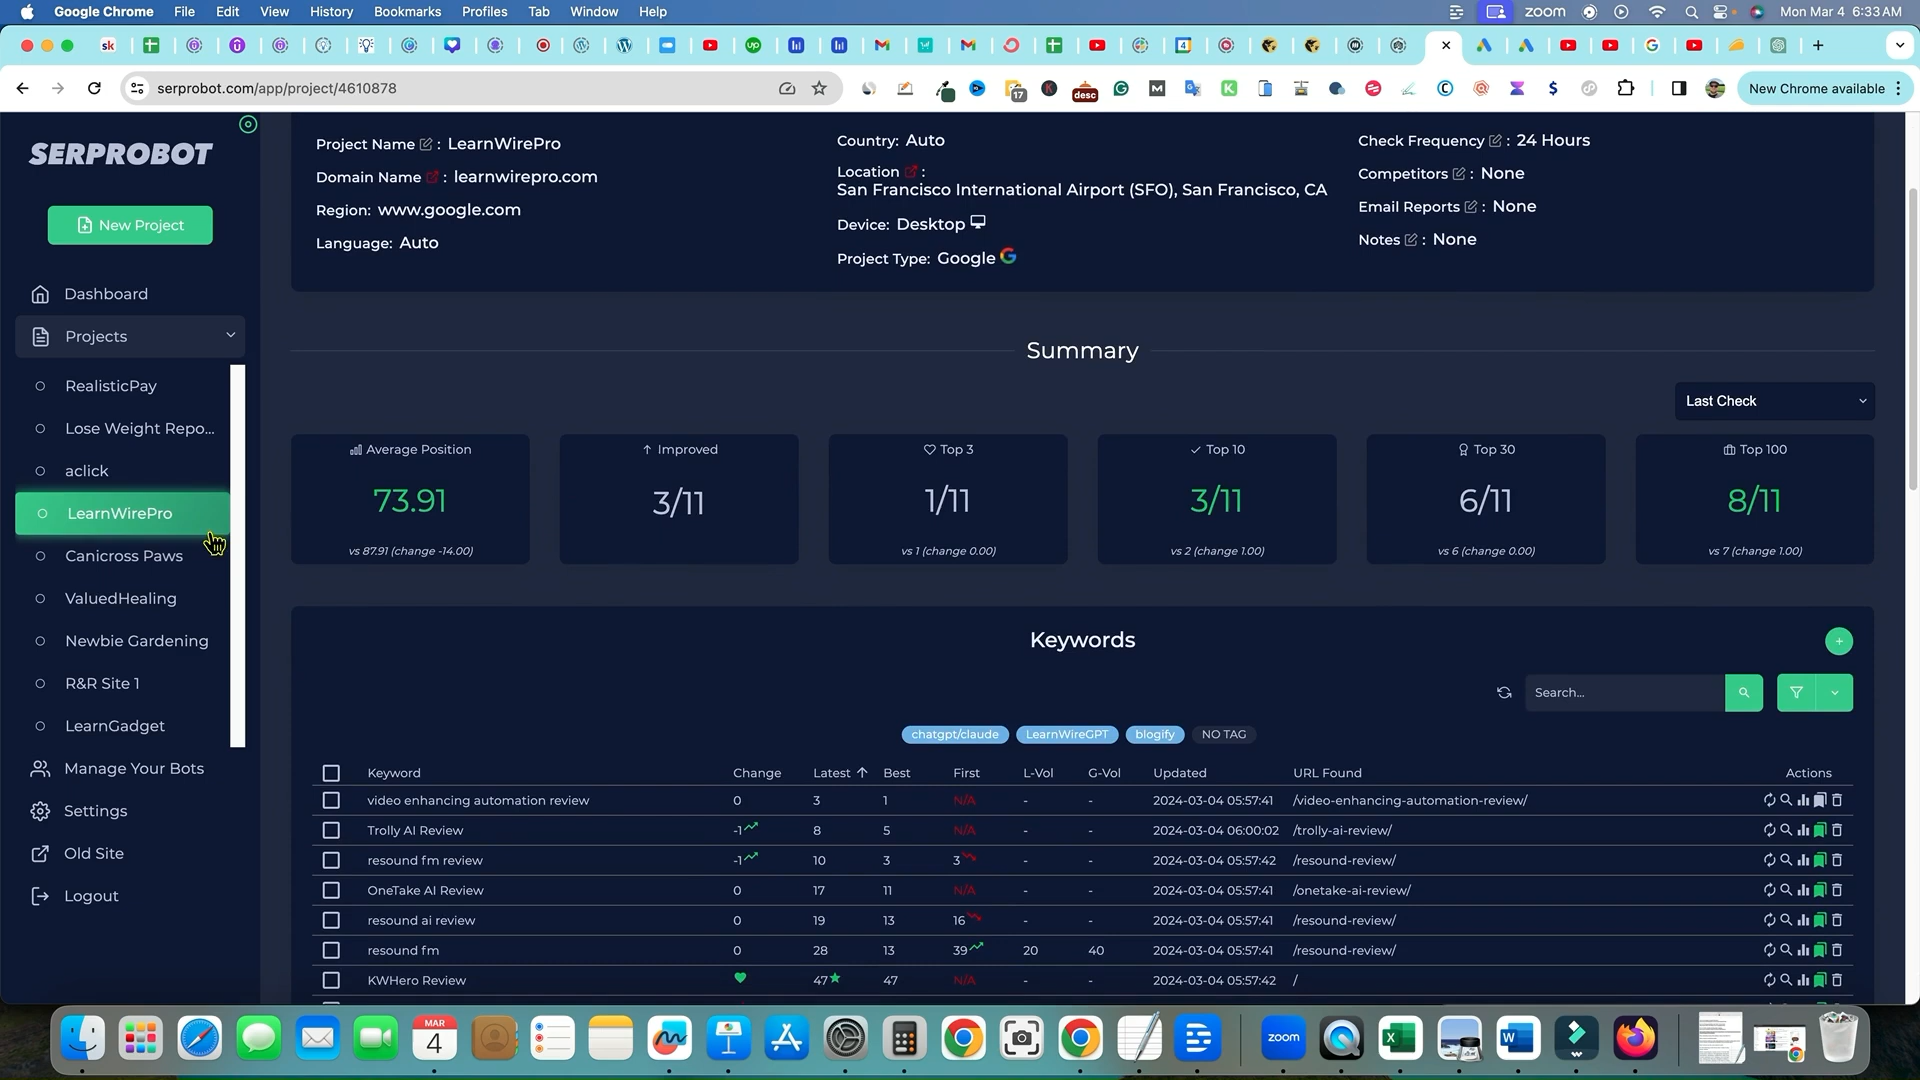 Google Chrome File Edit View History Bookmarks Profiles Tab Window Help
zoom Mon Mar 4 6:33 AM
serprobot.com/app/project/4610878
17
desc
New Chrome available
SERPROBOT
New Project
Dashboard
Projects
RealisticPay
Lose Weight Repo...
aclick
LearnWirePro
Canicross Paws
ValuedHealing
Newbie Gardening
R&R Site 1
LearnGadget
Manage Your Bots
Settings
Old Site
Logout
Project Name : LearnWirePro
Domain Name : learnwirepro.com
Region: www.google.com
Language: Auto
Country: Auto
Location :
San Francisco International Airport (SFO), San Francisco, CA
Device: Desktop
Project Type: Google
Check Frequency : 24 Hours
Competitors : None
Email Reports : None
Notes : None
Summary
Last Check
Average Position
73.91
vs 87.91 (change -14.00)
Improved
3/11
Top 3
1/11
vs 1 (change 0.00)
Top 10
3/11
vs 2 (change 1.00)
Top 30
6/11
vs 6 (change 0.00)
Top 100
8/11
vs 7 (change 1.00)
Keywords
Search...
chatgpt/claude LearnWireGPT blogify NO TAG
Keyword Change Latest Best First L-Vol G-Vol Updated URL Found Actions
video enhancing automation review 0 3 1 N/A - - 2024-03-04 05:57:41 /video-enhancing-automation-review/
Trolly AI Review -1 8 5 N/A - - 2024-03-04 06:00:02 /trolly-ai-review/
resound fm review -1 10 3 3 - - 2024-03-04 05:57:42 /resound-review/
OneTake AI Review 0 17 11 N/A - - 2024-03-04 05:57:41 /onetake-ai-review/
resound ai review 0 19 13 16 - - 2024-03-04 05:57:41 /resound-review/
resound fm 0 28 13 39 20 40 2024-03-04 05:57:41 /resound-review/
KWHero Review 47 47 N/A - - 2024-03-04 05:57:42 /
MAR
4
zoom